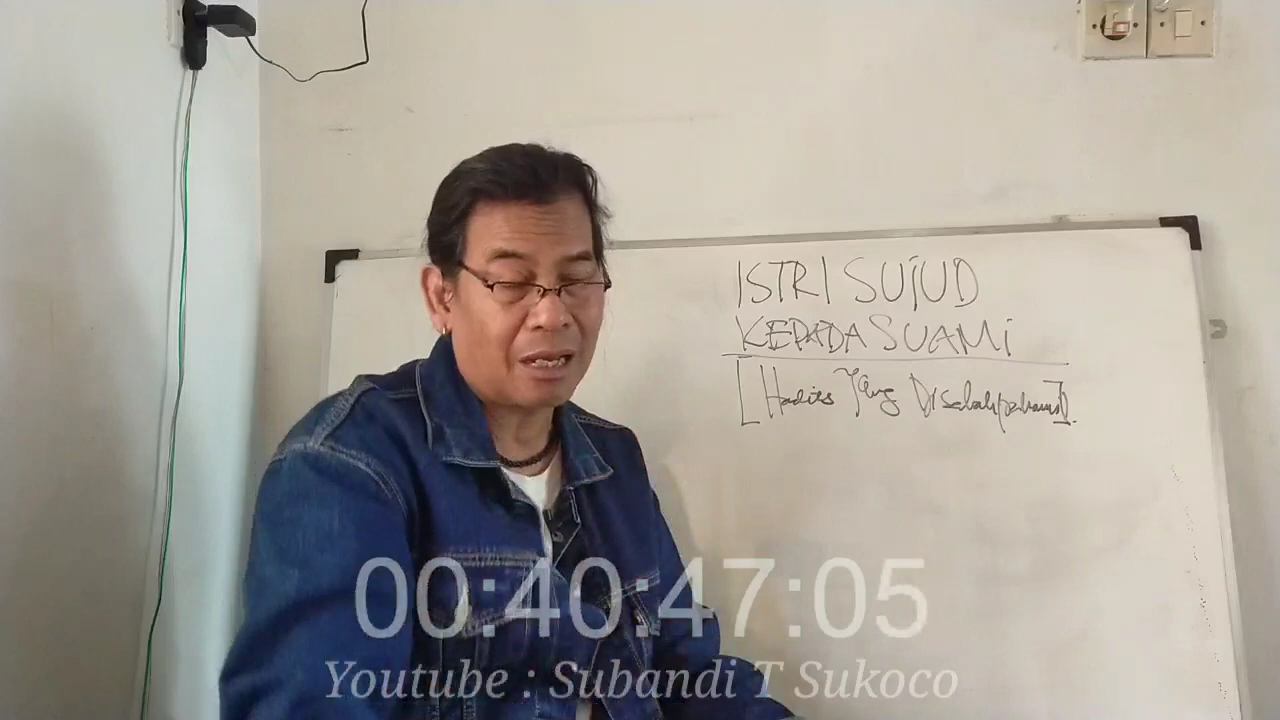 ISTRI SUJUD
KEPADA SUAMI
[Hadits Yang Disalahpahami].
00:40:47:05
Youtube : Subandi T Sukoco